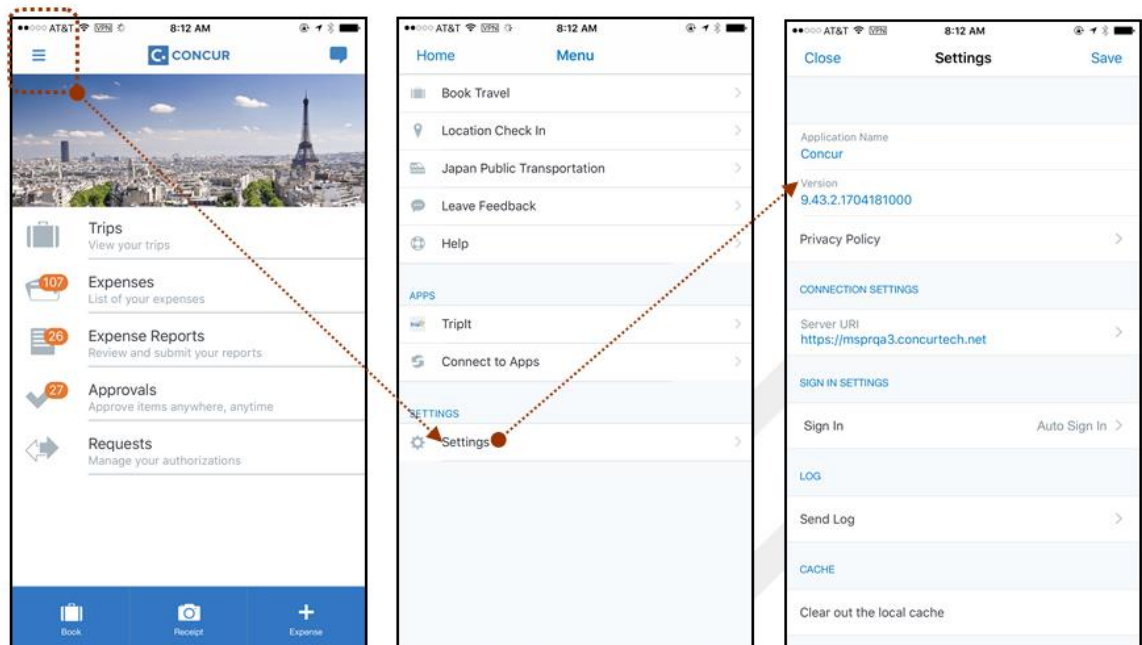 AT&T VPN 8:12 AM
CONCUR
Trips
View your trips
107
Expenses
List of your expenses
26
Expense Reports
Review and submit your reports
27
Approvals
Approve items anywhere, anytime
Requests
Manage your authorizations
Book Receipt Expense
AT&T VPN 8:12 AM
Home Menu
Book Travel
Location Check In
Japan Public Transportation
Leave Feedback
Help
APPS
TripIt
Connect to Apps
SETTINGS
Settings
AT&T VPN 8:12 AM
Close Settings Save
Application Name
Concur
Version
9.43.2.1704181000
Privacy Policy
CONNECTION SETTINGS
Server URI
https://msprqa3.concurtech.net
SIGN IN SETTINGS
Sign In Auto Sign In
LOG
Send Log
CACHE
Clear out the local cache